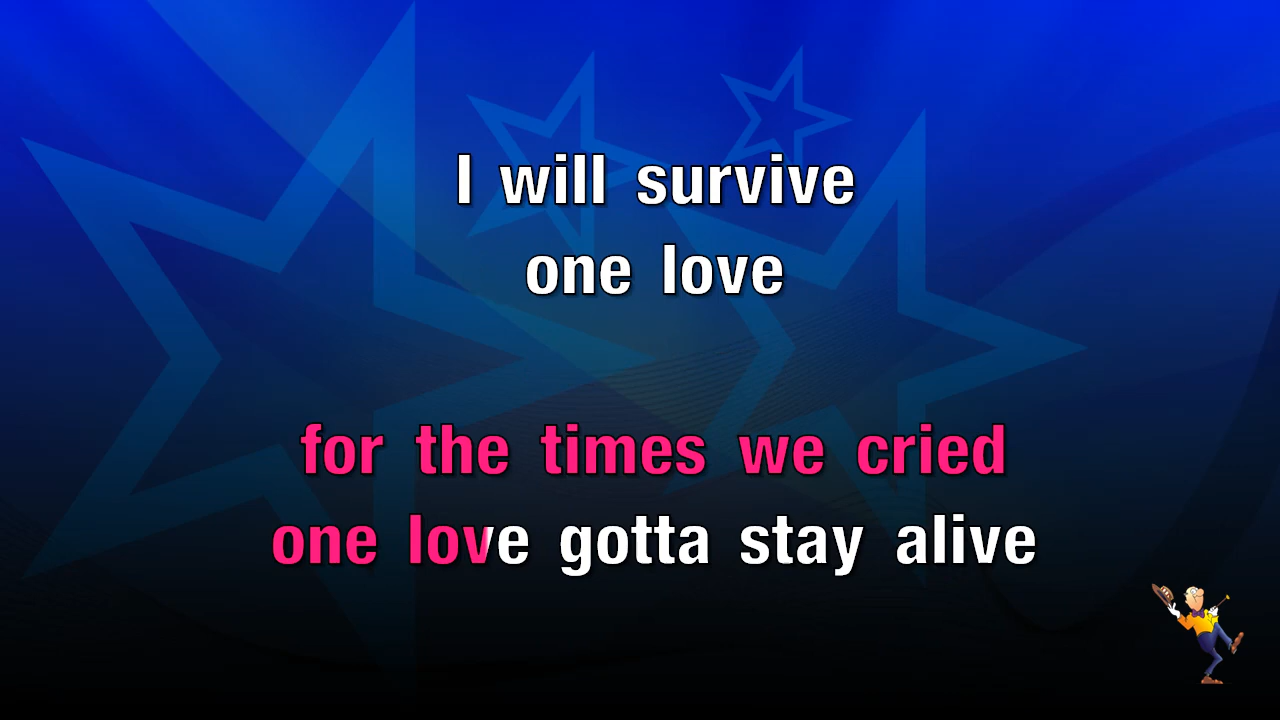 I will survive
one love
for the times we cried
one love gotta stay alive